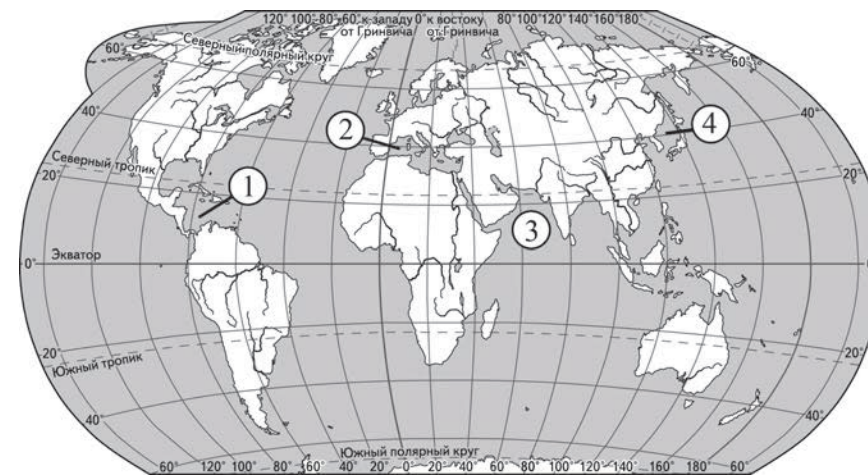 120° 100° 80° 60° к западу 0° к востоку 80° 100° 120° 140° 160° 180°
от Гринвича от Гринвича
Северный полярный круг
60° 60°
40° 40°
1 2 3 4
Северный тропик
20° 20°
Экватор
0° 0°
20° 20°
Южный тропик
40° 40°
Южный полярный круг
60° 80° 100° 120° 140° 160° 180° 60° 40° 20° 0° 20° 40° 60° 80° 100° 120° 140° 160° 180° 60°